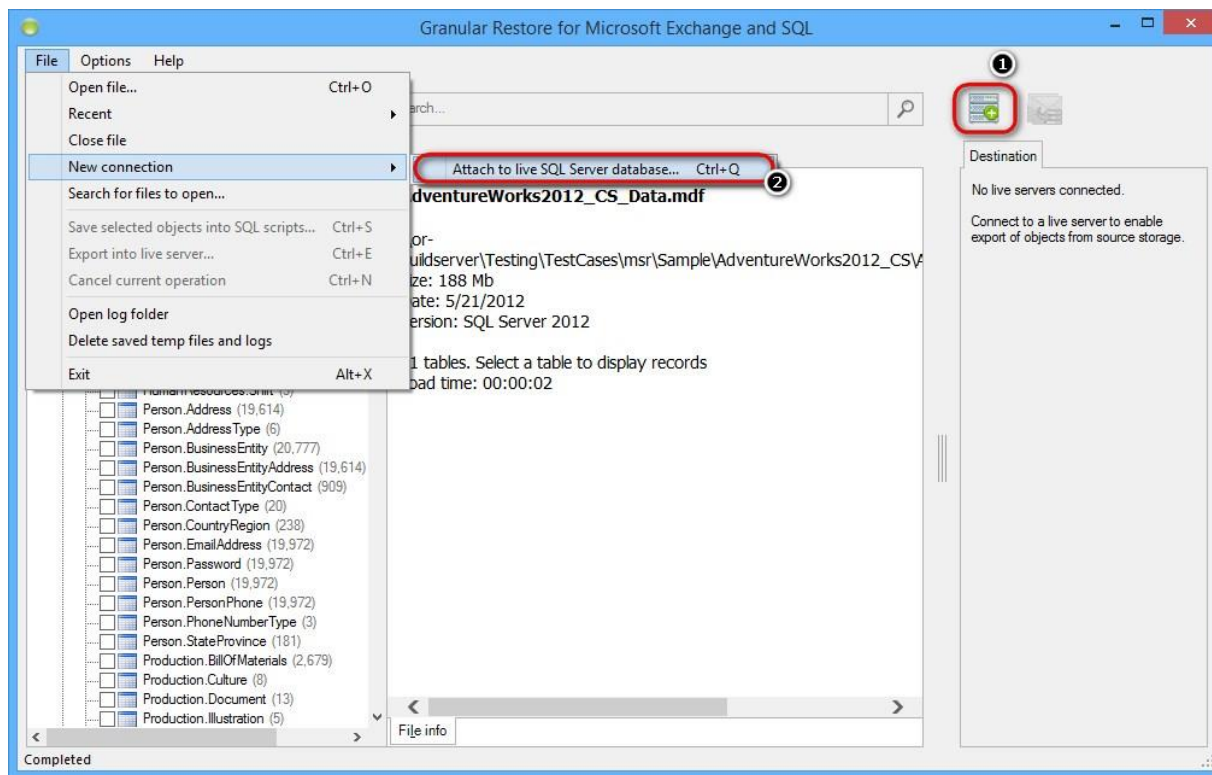 Granular Restore for Microsoft Exchange and SQL
File Options Help
1
Open file... Ctrl+O
Recent
Close file
New connection
Search for files to open...
Save selected objects into SQL scripts... Ctrl+S
Export into live server... Ctrl+E
Cancel current operation Ctrl+N
Open log folder
Delete saved temp files and logs
Exit Alt+X
Attach to live SQL Server database... Ctrl+Q
2
arch...
dventureWorks2012_CS_Data.mdf
or-
uildserver\Testing\TestCases\msr\Sample\AdventureWorks2012_CS\A
ze: 188 Mb
ate: 5/21/2012
ersion: SQL Server 2012
1 tables. Select a table to display records
oad time: 00:00:02
Person.Address (19,614)
Person.AddressType (6)
Person.BusinessEntity (20,777)
Person.BusinessEntityAddress (19,614)
Person.BusinessEntityContact (909)
Person.ContactType (20)
Person.CountryRegion (238)
Person.EmailAddress (19,972)
Person.Password (19,972)
Person.Person (19,972)
Person.PersonPhone (19,972)
Person.PhoneNumberType (3)
Person.StateProvince (181)
Production.BillOfMaterials (2,679)
Production.Culture (8)
Production.Document (13)
Production.Illustration (5)
File info
Destination
No live servers connected.
Connect to a live server to enable
export of objects from source storage.
Completed